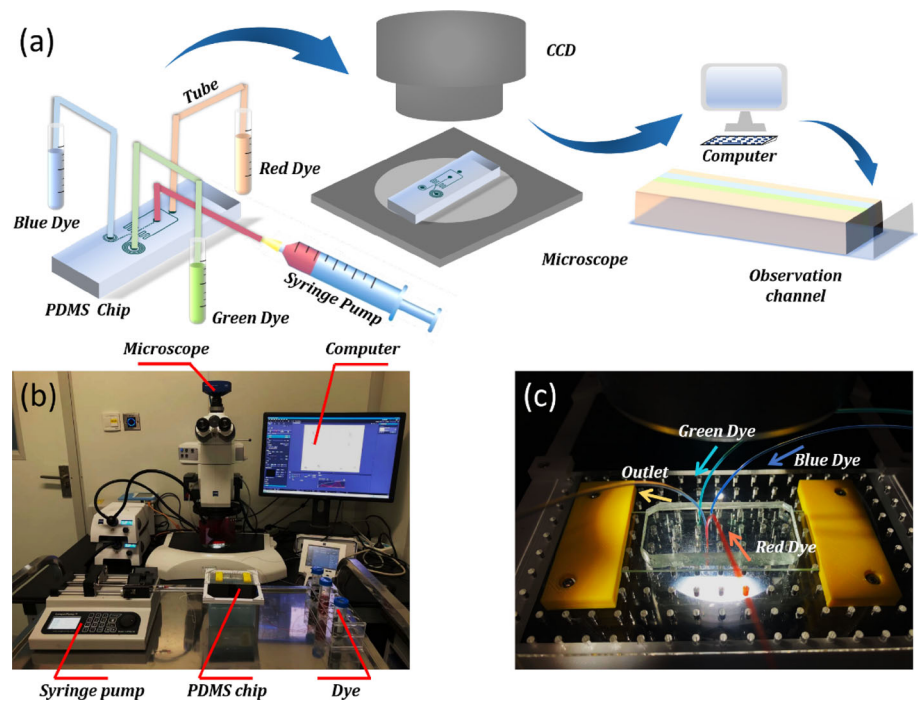 (a)
CCD
Tube
Red Dye
Computer
Blue Dye
Microscope
Syringe Pump
Observation
channel
PDMS Chip
Green Dye
Microscope
Computer
(b)
(c)
Green Dye
Blue Dye
Outlet
Red Dye
Syringe pump
PDMS chip
Dye